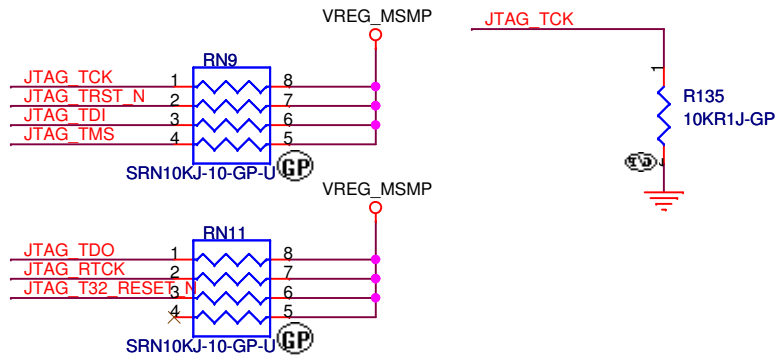 VREG_MSMP
RN9
JTAG_TCK 1 8
JTAG_TRST_N 2 7
JTAG_TDI 3 6
JTAG_TMS 4 5
SRN10KJ-10-GP-U GP
JTAG_TCK
1
R135
10KR1J-GP
VREG_MSMP
RN11
JTAG_TDO 1 8
JTAG_RTCK 2 7
JTAG_T32_RESET_N 3 6
4 5
SRN10KJ-10-GP-U GP